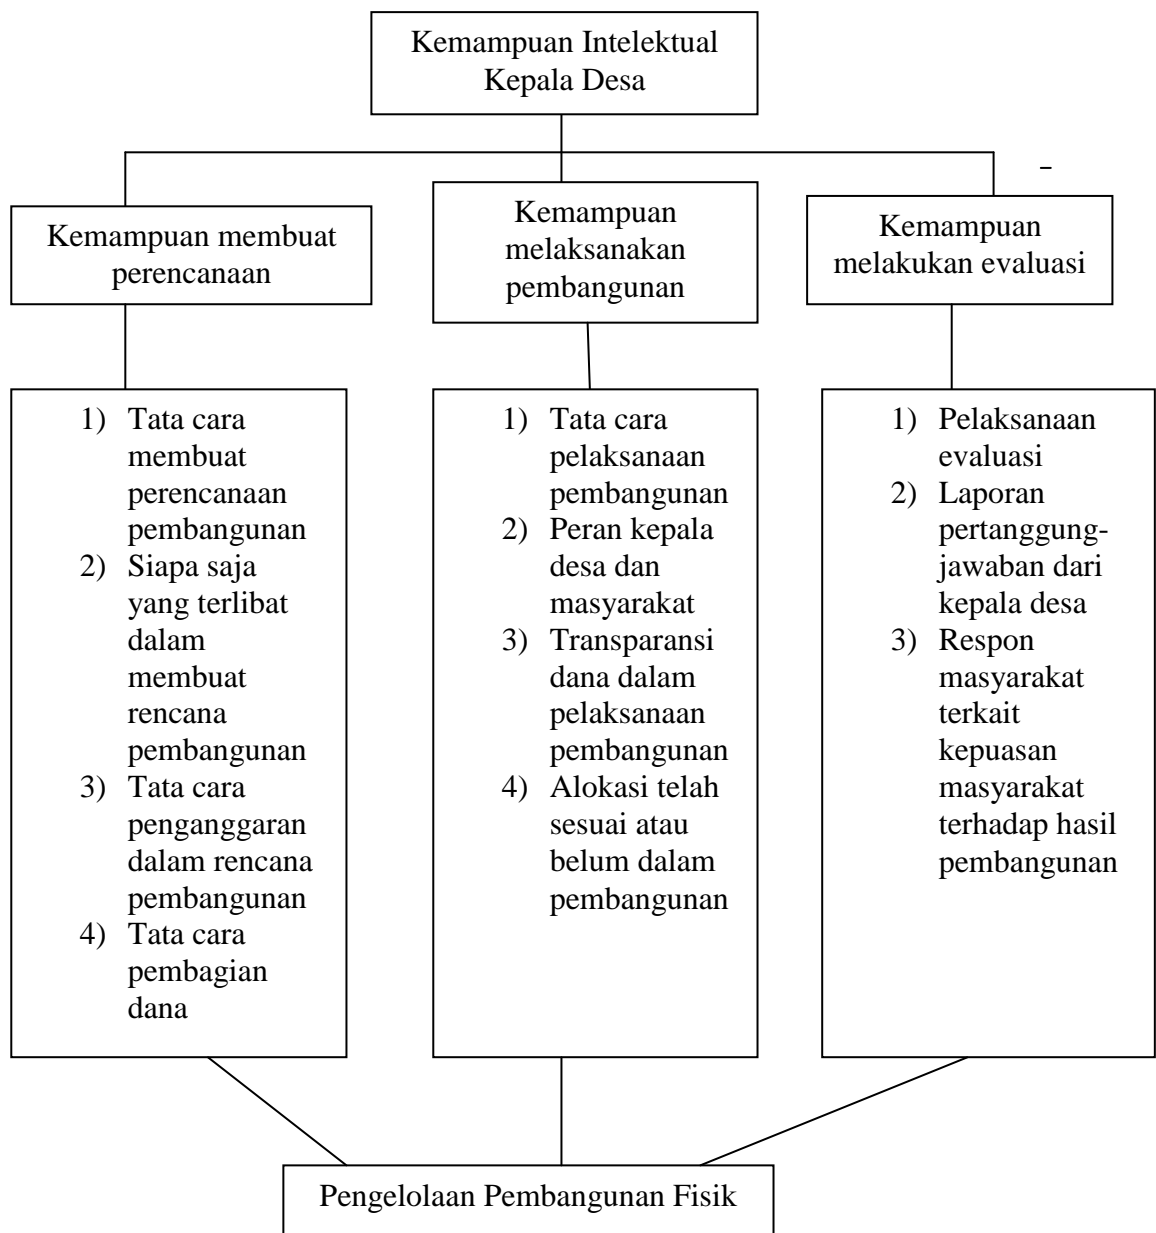 Kemampuan Intelektual
Kepala Desa
Kemampuan membuat
perencanaan
Kemampuan
melaksanakan
pembangunan
Kemampuan
melakukan evaluasi
1) Tata cara
membuat
perencanaan
pembangunan
2) Siapa saja
yang terlibat
dalam
membuat
rencana
pembangunan
3) Tata cara
penganggaran
dalam rencana
pembangunan
4) Tata cara
pembagian
dana
1) Tata cara
pelaksanaan
pembangunan
2) Peran kepala
desa dan
masyarakat
3) Transparansi
dana dalam
pelaksanaan
pembangunan
4) Alokasi telah
sesuai atau
belum dalam
pembangunan
1) Pelaksanaan
evaluasi
2) Laporan
pertanggung-
jawaban dari
kepala desa
3) Respon
masyarakat
terkait
kepuasan
masyarakat
terhadap hasil
pembangunan
Pengelolaan Pembangunan Fisik